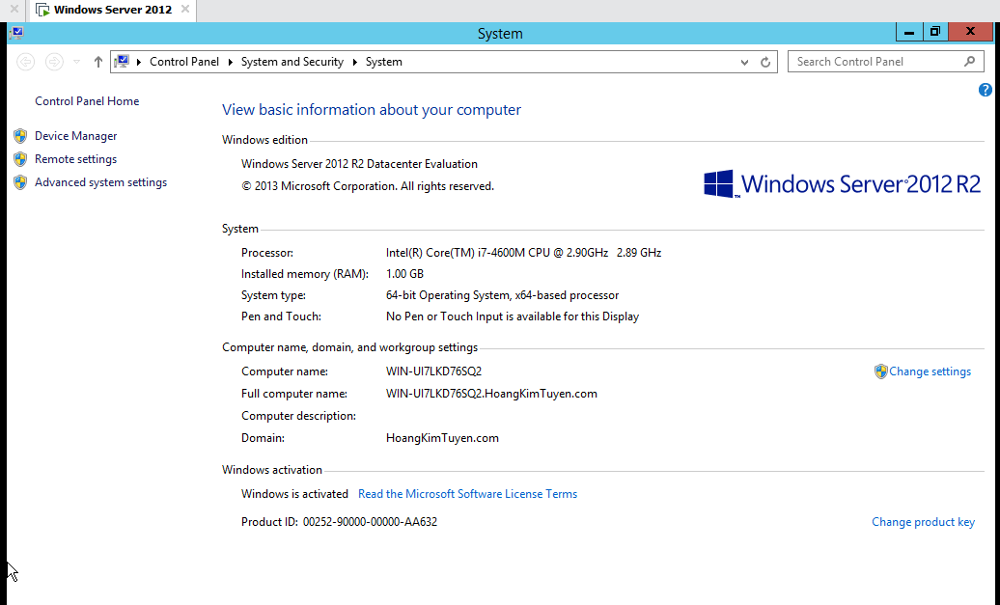 Windows Server 2012
System
Control Panel System and Security System
Search Control Panel
Control Panel Home
Device Manager
Remote settings
Advanced system settings
View basic information about your computer
Windows edition
Windows Server 2012 R2 Datacenter Evaluation
© 2013 Microsoft Corporation. All rights reserved.
Windows Server® 2012 R2
System
Processor: Intel(R) Core(TM) i7-4600M CPU @ 2.90GHz 2.89 GHz
Installed memory (RAM): 1.00 GB
System type: 64-bit Operating System, x64-based processor
Pen and Touch: No Pen or Touch Input is available for this Display
Computer name, domain, and workgroup settings
Computer name: WIN-UI7LKD76SQ2 Change settings
Full computer name: WIN-UI7LKD76SQ2.HoangKimTuyen.com
Computer description:
Domain: HoangKimTuyen.com
Windows activation
Windows is activated Read the Microsoft Software License Terms
Product ID: 00252-90000-00000-AA632 Change product key